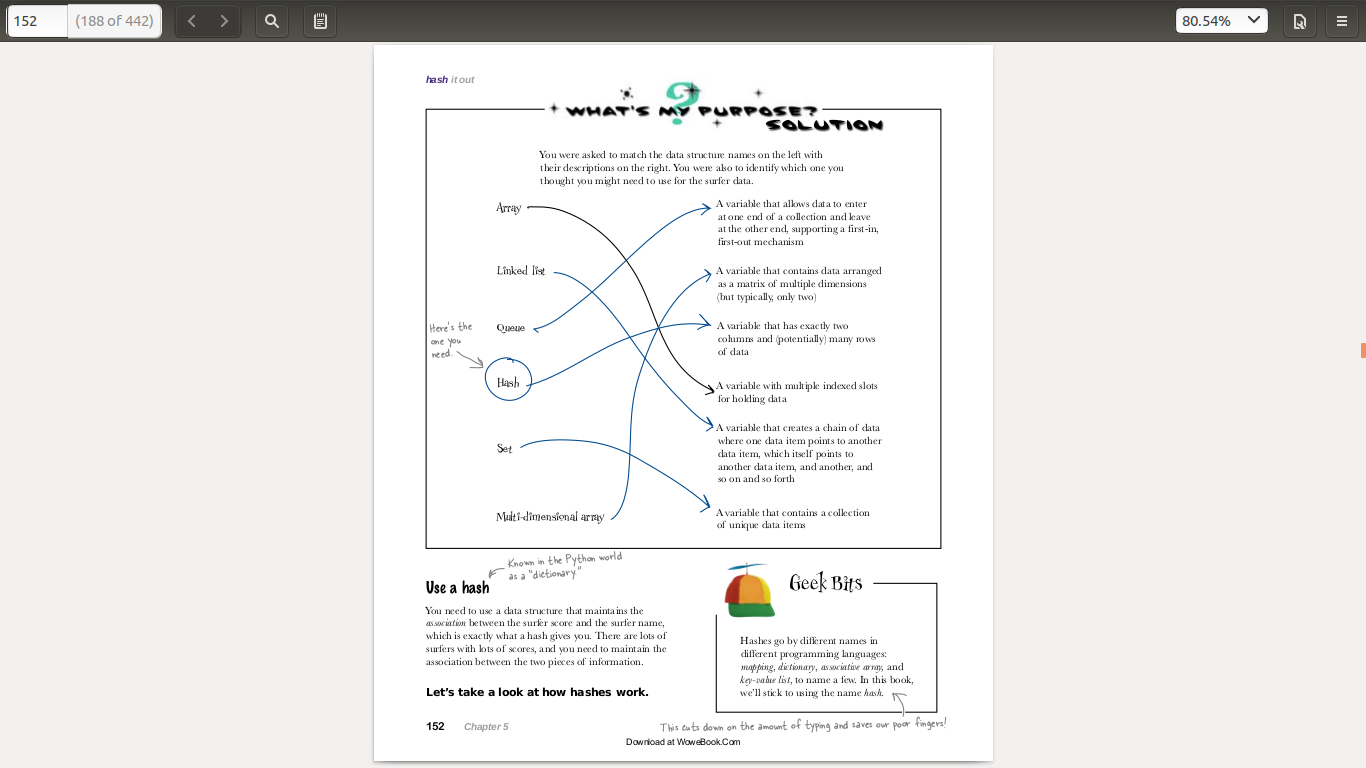 152
(188 of 442)
80.54%
hash it out
WHAT'S MY PURPOSE?
SOLUTION
You were asked to match the data structure names on the left with
their descriptions on the right. You were also to identify which one you
thought you might need to use for the surfer data.
Array
Linked list
Queue
Hash
Set
Multi-dimensional array
Here's the
one you
need.
A variable that allows data to enter
at one end of a collection and leave
at the other end, supporting a first-in,
first-out mechanism
A variable that contains data arranged
as a matrix of multiple dimensions
(but typically, only two)
A variable that has exactly two
columns and (potentially) many rows
of data
A variable with multiple indexed slots
for holding data
A variable that creates a chain of data
where one data item points to another
data item, which itself points to
another data item, and another, and
so on and so forth
A variable that contains a collection
of unique data items
Known in the Python world
as a "dictionary."
Use a hash
You need to use a data structure that maintains the
association between the surfer score and the surfer name,
which is exactly what a hash gives you. There are lots of
surfers with lots of scores, and you need to maintain the
association between the two pieces of information.
Let's take a look at how hashes work.
Geek Bits
Hashes go by different names in
different programming languages:
mapping, dictionary, associative array, and
key-value list, to name a few. In this book,
we'll stick to using the name hash.
This cuts down on the amount of typing and saves our poor fingers!
152 Chapter 5
Download at WoweBook.Com